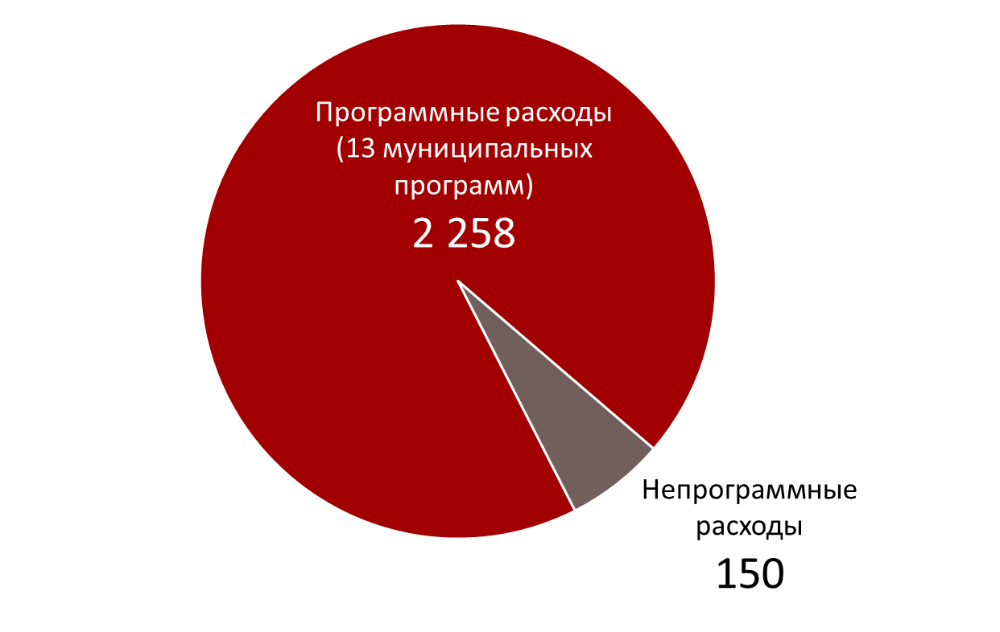 Программные расходы
(13 муниципальных
программ)
2 258
Непрограммные
расходы
150